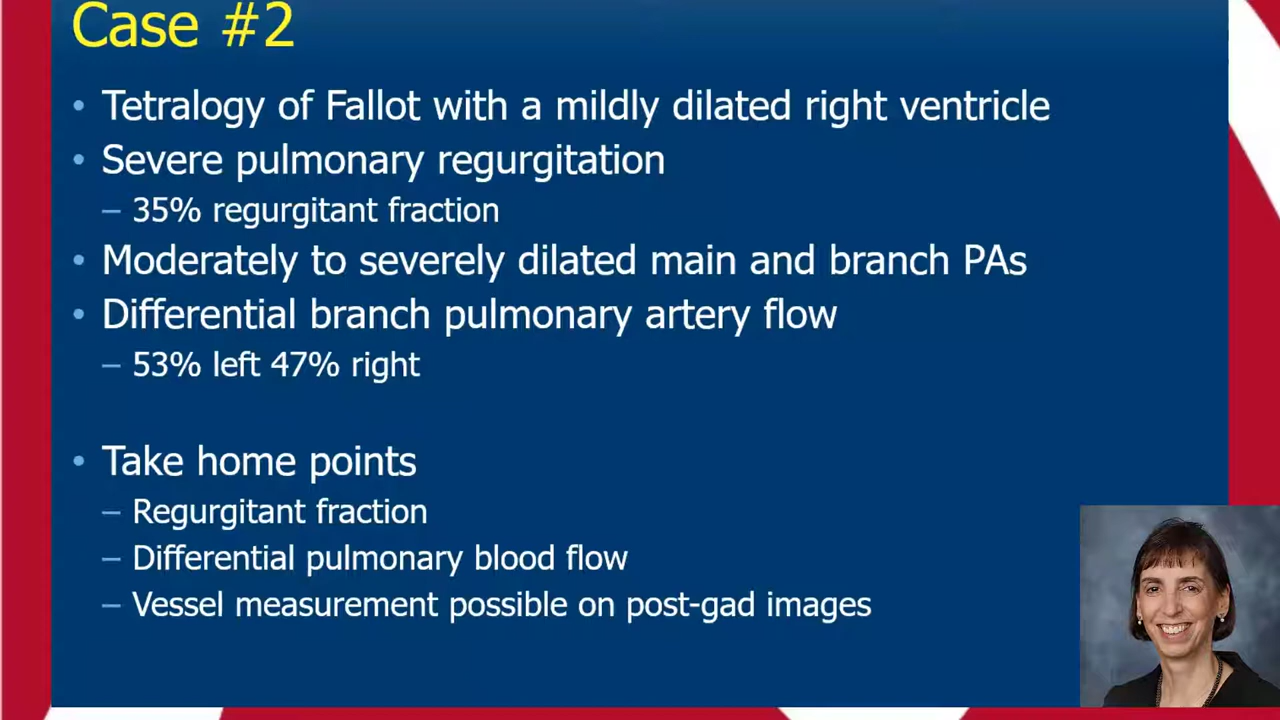 Case #2
• Tetralogy of Fallot with a mildly dilated right ventricle
• Severe pulmonary regurgitation
– 35% regurgitant fraction
• Moderately to severely dilated main and branch PAs
• Differential branch pulmonary artery flow
– 53% left 47% right
• Take home points
– Regurgitant fraction
– Differential pulmonary blood flow
– Vessel measurement possible on post-gad images